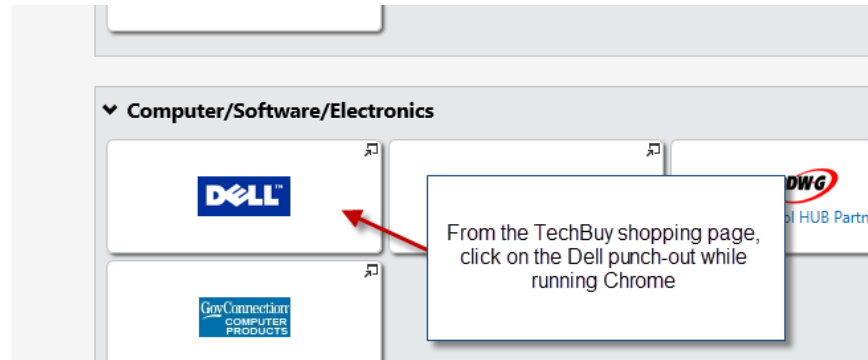 Computer/Software/Electronics
DELL™
DWG
HUB Partn
From the TechBuy shopping page,
click on the Dell punch-out while
running Chrome
GovConnection
COMPUTER
PRODUCTS